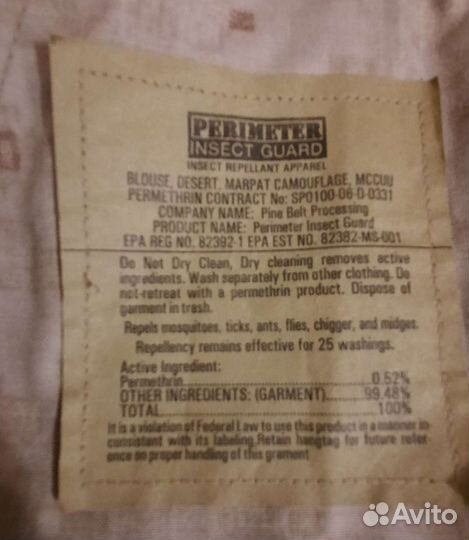 PERIMETER
INSECT GUARD
INSECT REPELLANT APPAREL
BLOUSE, DESERT, MARPAT CAMOUFLAGE, MCCUU
PERMETHRIN CONTRACT No: SP0100-06-D-0331
COMPANY NAME: Pine Belt Processing
PRODUCT NAME: Perimeter Insect Guard
EPA REG NO. 82392-1 EPA EST NO. 82392-MS-001
Do Not Dry Clean, Dry cleaning removes active
ingredients. Wash separately from other clothing. Do
not-retreat with a permethrin product. Dispose of
garment in trash.
Repels mosquitoes, ticks, ants, flies, chigger, and midges.
Repellency remains effective for 25 washings.
Active Ingredient:
Permethrin 0.52%
OTHER INGREDIENTS: (GARMENT) 99.48%
TOTAL 100%
It is a violation of Federal Law to use this product in a manner in
consistent with its labeling. Retain hangtag for future refer-
ence on proper handling of this grament
Avito